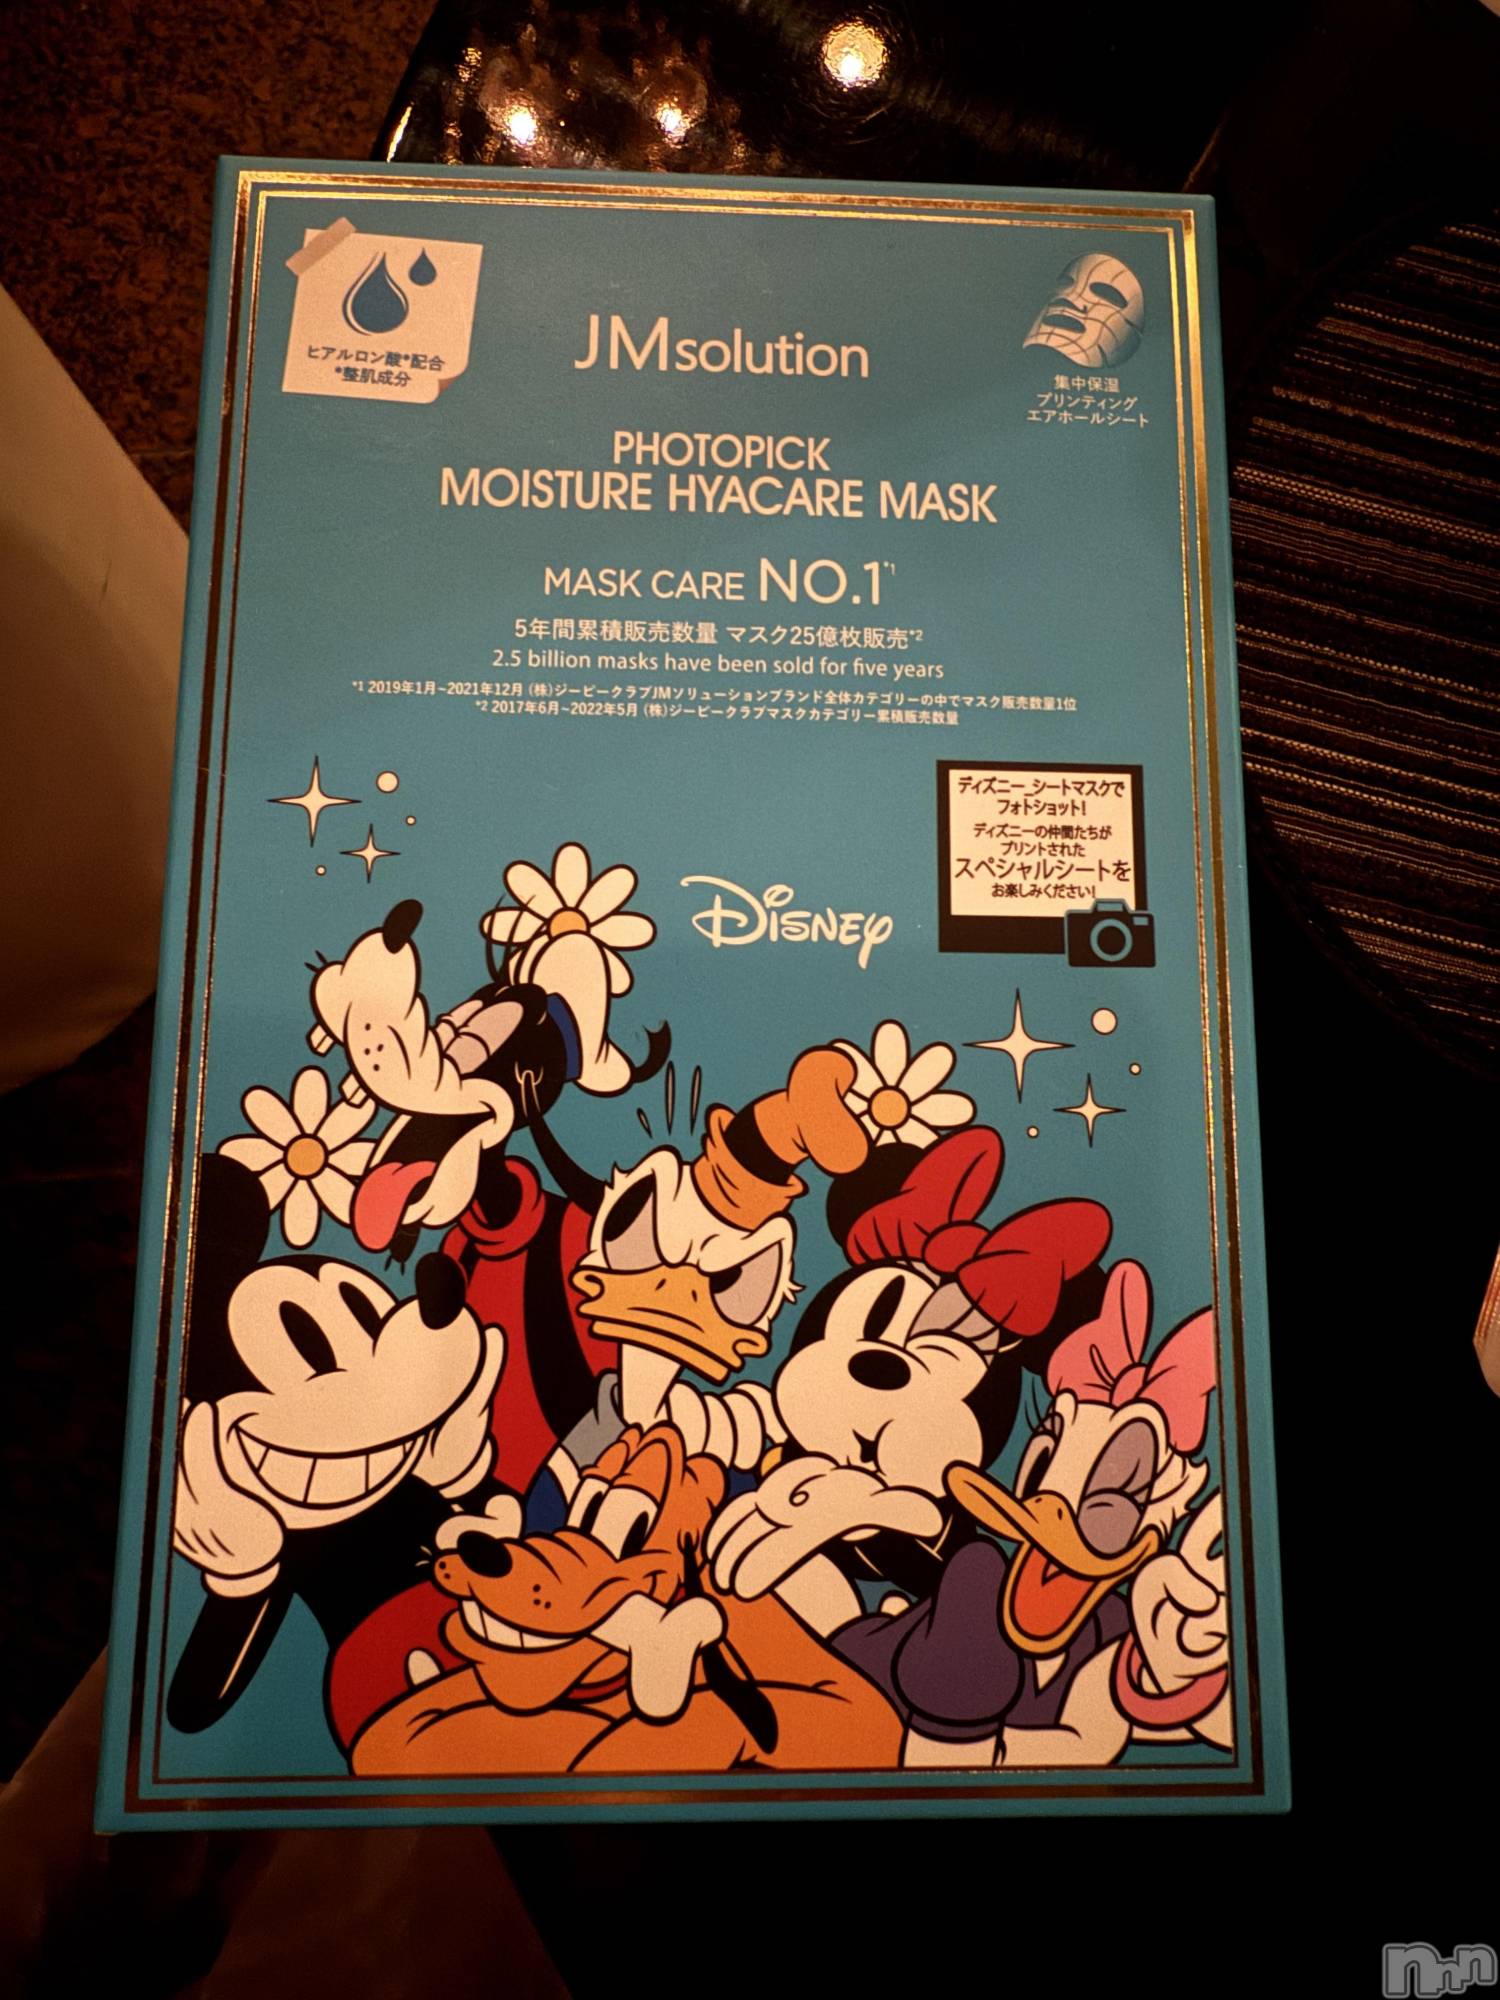 ヒアルロン酸*配合
*整肌成分
JMsolution
集中保湿
プリンティング
エアホールシート
PHOTOPICK
MOISTURE HYACARE MASK
MASK CARE NO.1*1
5年間累積販売数量 マスク25億枚販売*2
2.5 billion masks have been sold for five years
*1 2019年1月~2021年12月 (株)ジーピークラブJMソリューションブランド全体カテゴリーの中でマスク販売数量1位
*2 2017年6月~2022年5月 (株)ジーピークラブマスクカテゴリー累積販売数量
ディズニー_シートマスクで
フォトショット!
ディズニーの仲間たちが
プリントされた
スペシャルシートを
お楽しみください!
Disney
nnn